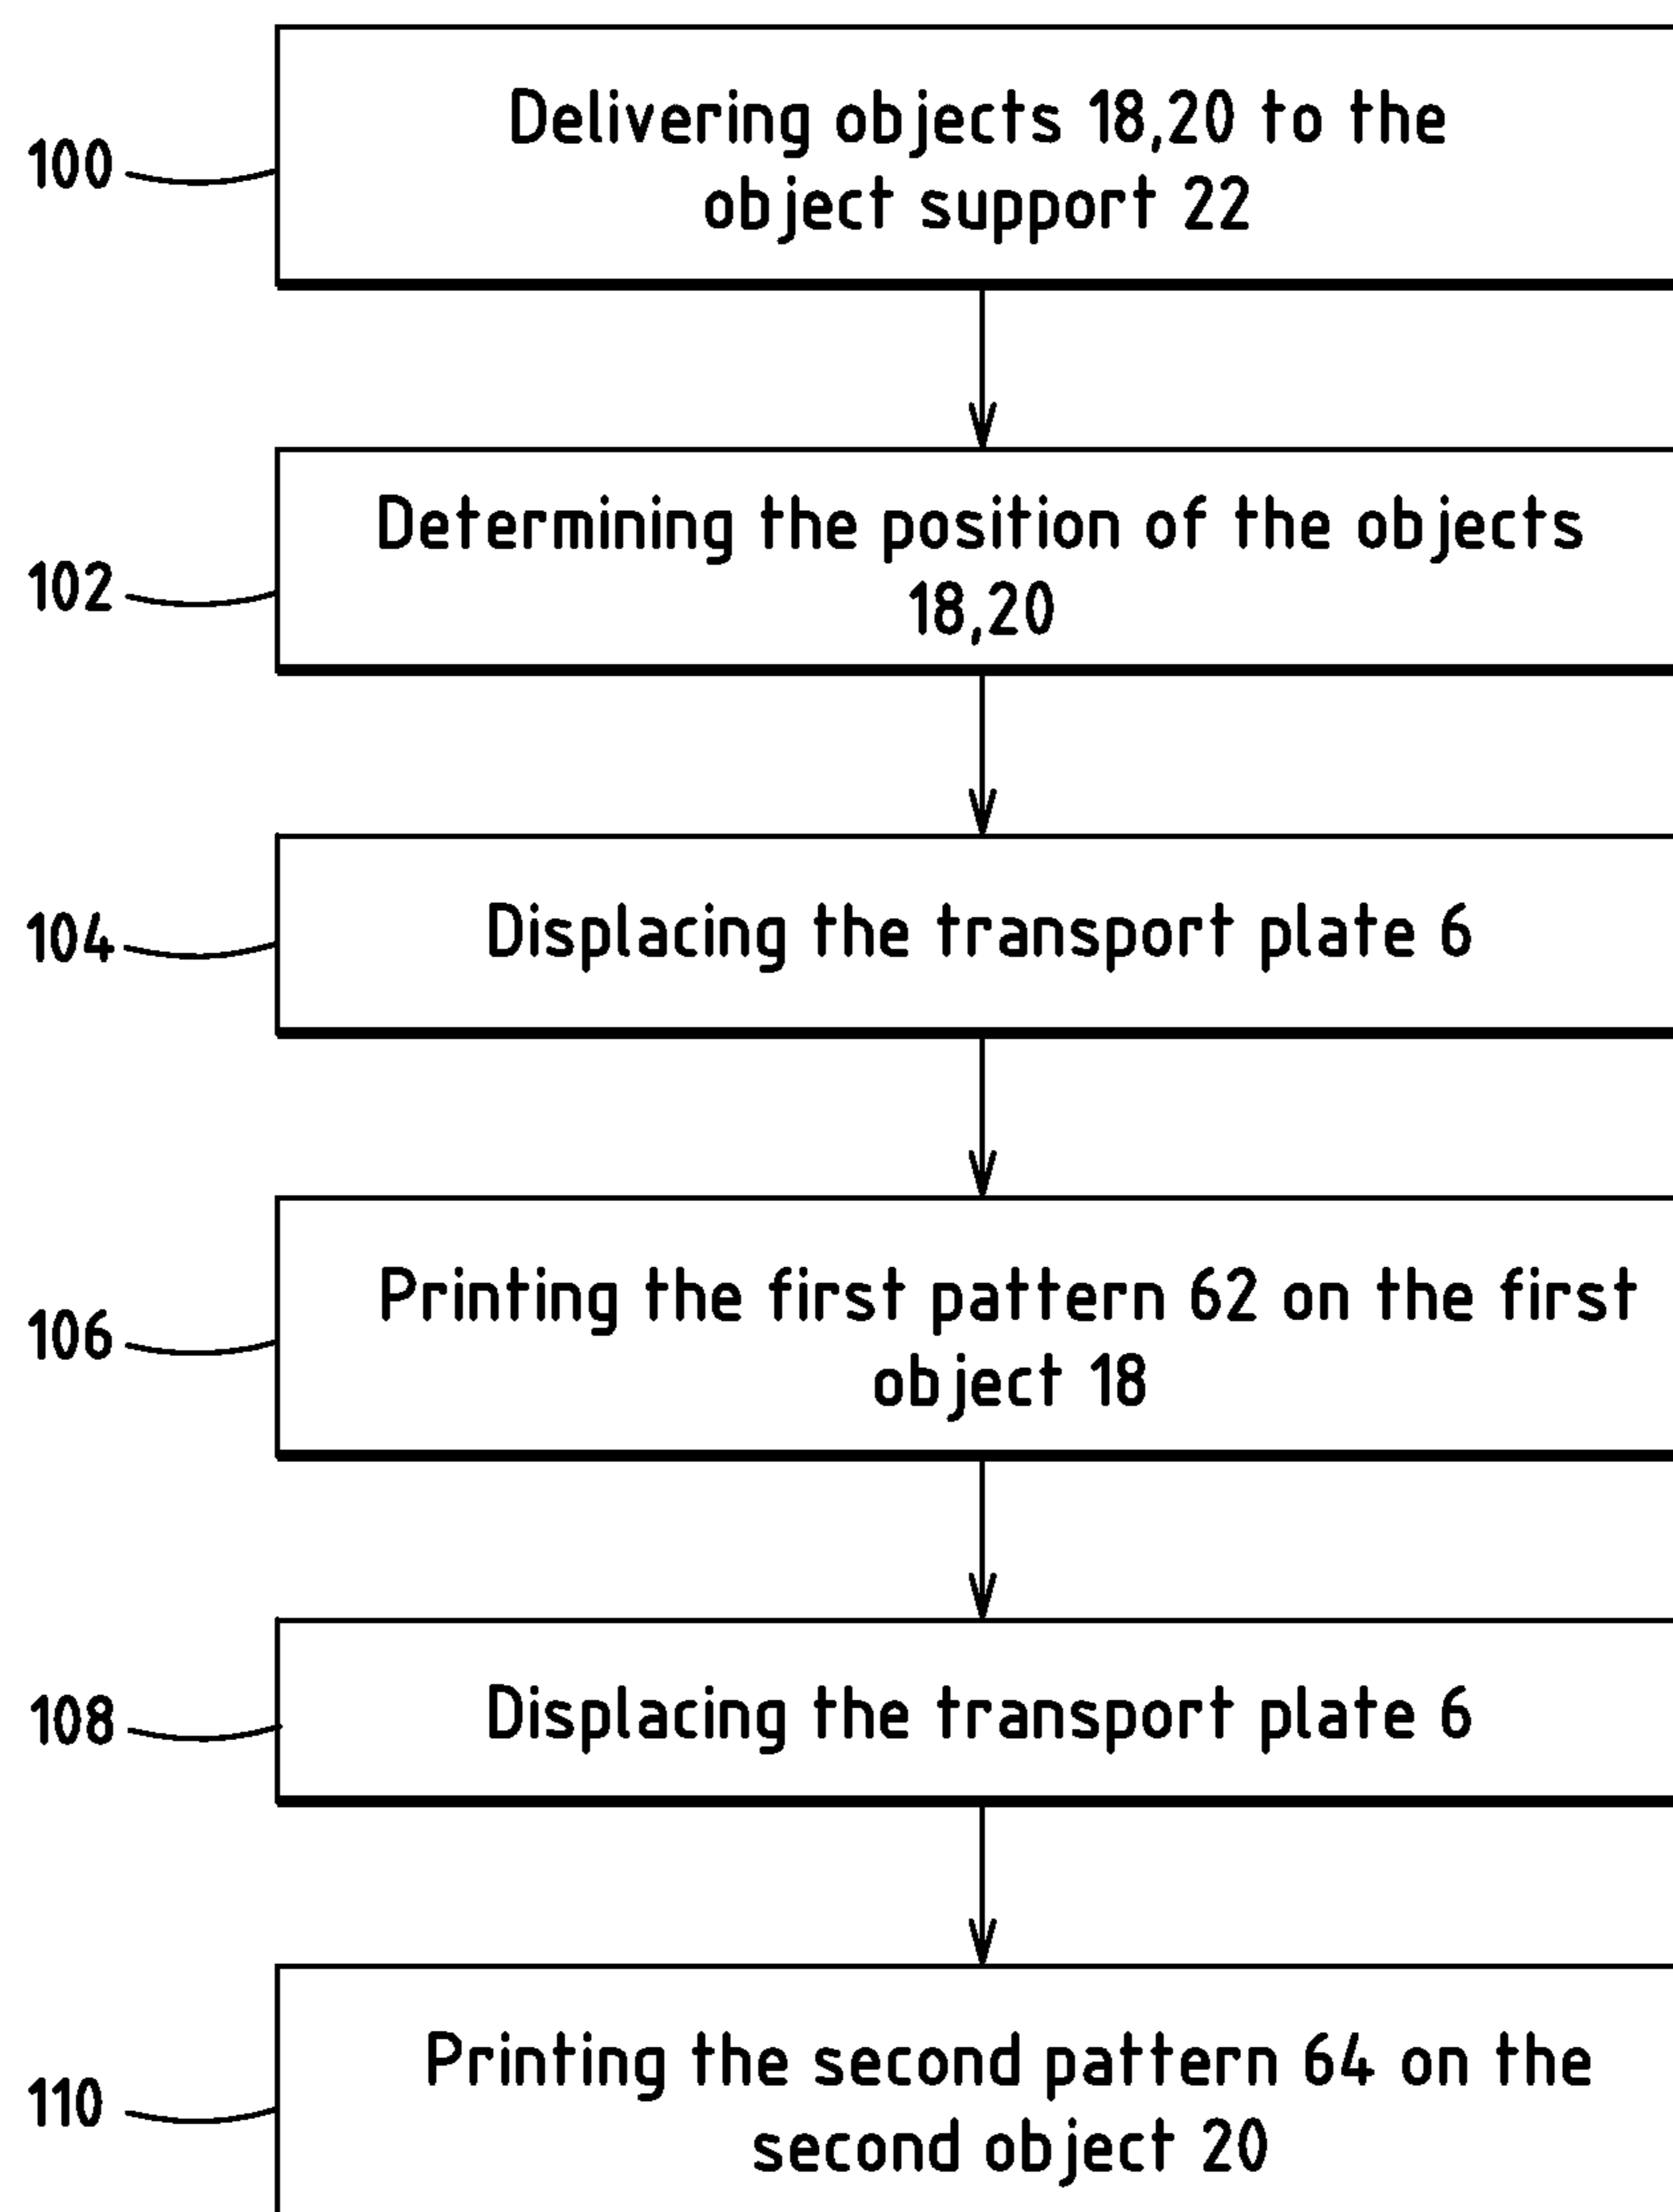 100
Delivering objects 18,20 to the
object support 22
102
Determining the position of the objects
18,20
104
Displacing the transport plate 6
106
Printing the first pattern 62 on the first
object 18
108
Displacing the transport plate 6
110
Printing the second pattern 64 on the
second object 20